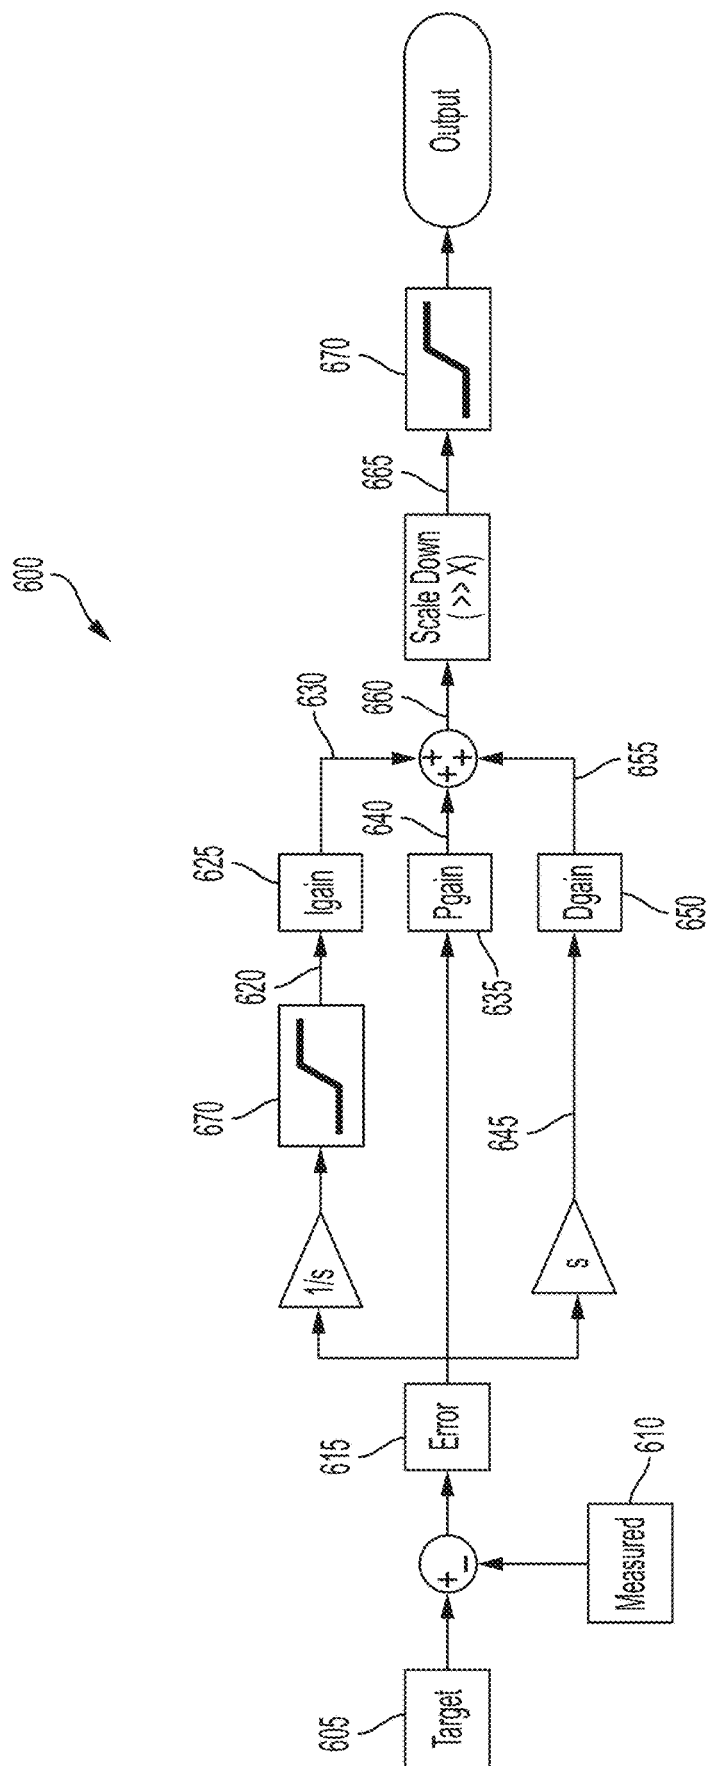 600
605
Target
+
-
610
Measured
615
Error
1/s
670
620
625
Igain
630
635
Pgain
640
s
645
650
Dgain
655
+
+
+
660
Scale Down
(>> X)
665
670
Output